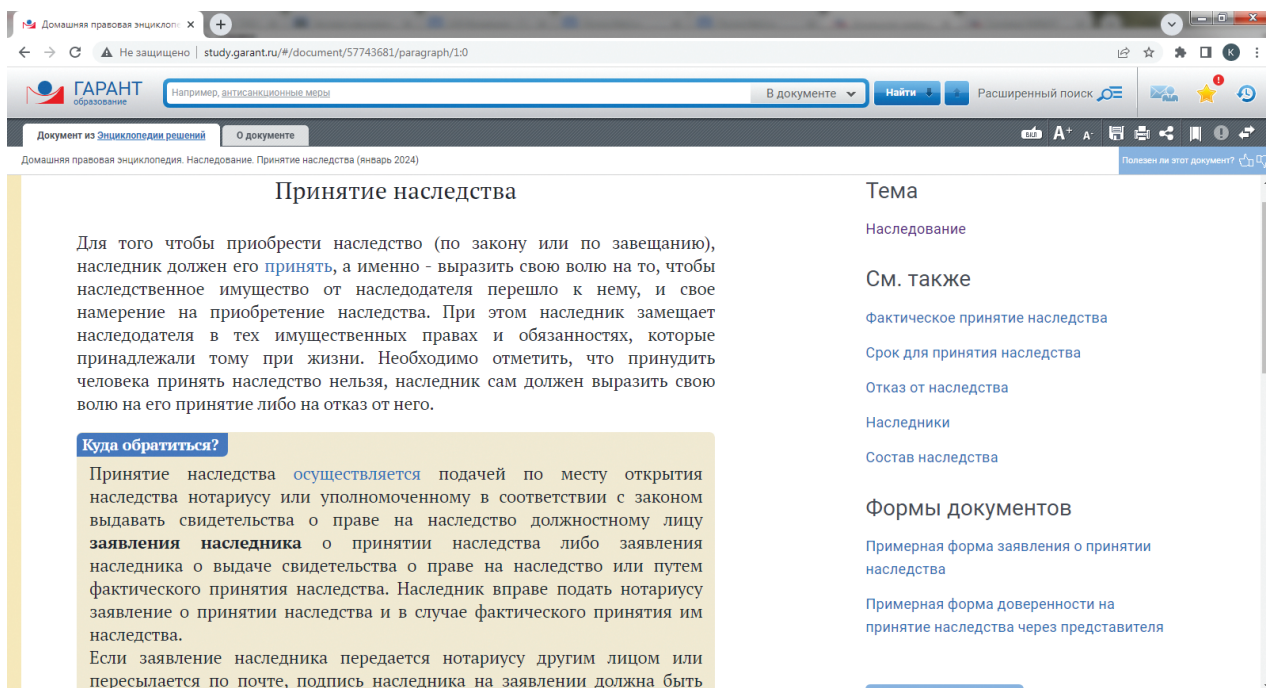 Домашняя правовая энциклоп
Не защищено | study.garant.ru/#/document/57743681/paragraph/1:0
К
ГАРАНТ
образование
Например, антисанкционные меры
В документе
Найти
Расширенный поиск
Документ из Энциклопедии решений
О документе
A+ A-
Домашняя правовая энциклопедия. Наследование. Принятие наследства (январь 2024)
Полезен ли этот документ?
Принятие наследства
Для того чтобы приобрести наследство (по закону или по завещанию),
наследник должен его принять, а именно - выразить свою волю на то, чтобы
наследственное имущество от наследодателя перешло к нему, и свое
намерение на приобретение наследства. При этом наследник замещает
наследодателя в тех имущественных правах и обязанностях, которые
принадлежали тому при жизни. Необходимо отметить, что принудить
человека принять наследство нельзя, наследник сам должен выразить свою
волю на его принятие либо на отказ от него.
Куда обратиться?
Принятие наследства осуществляется подачей по месту открытия
наследства нотариусу или уполномоченному в соответствии с законом
выдавать свидетельства о праве на наследство должностному лицу
заявления наследника о принятии наследства либо заявления
наследника о выдаче свидетельства о праве на наследство или путем
фактического принятия наследства. Наследник вправе подать нотариусу
заявление о принятии наследства и в случае фактического принятия им
наследства.
Если заявление наследника передается нотариусу другим лицом или
пересылается по почте, подпись наследника на заявлении должна быть
Тема
Наследование
См. также
Фактическое принятие наследства
Срок для принятия наследства
Отказ от наследства
Наследники
Состав наследства
Формы документов
Примерная форма заявления о принятии
наследства
Примерная форма доверенности на
принятие наследства через представителя